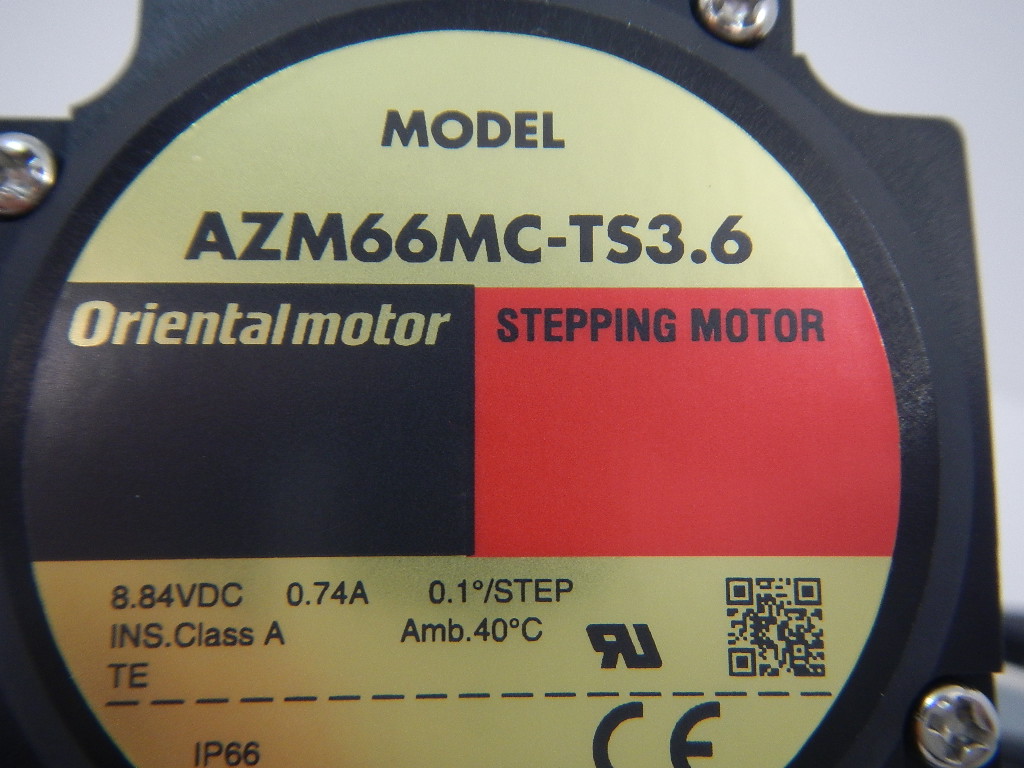 MODEL
AZM66MC-TS3.6
Orientalmotor STEPPING MOTOR
8.84VDC 0.74A 0.1°/STEP
INS.Class A Amb.40°C
TE
IP66 CE